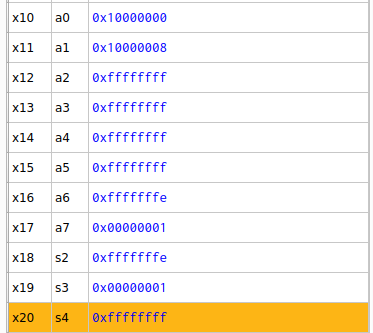 x10 a0 0x10000000
x11 a1 0x10000008
x12 a2 0xffffffff
x13 a3 0xffffffff
x14 a4 0xffffffff
x15 a5 0xffffffff
x16 a6 0xfffffffe
x17 a7 0x00000001
x18 s2 0xfffffffe
x19 s3 0x00000001
x20 s4 0xffffffff